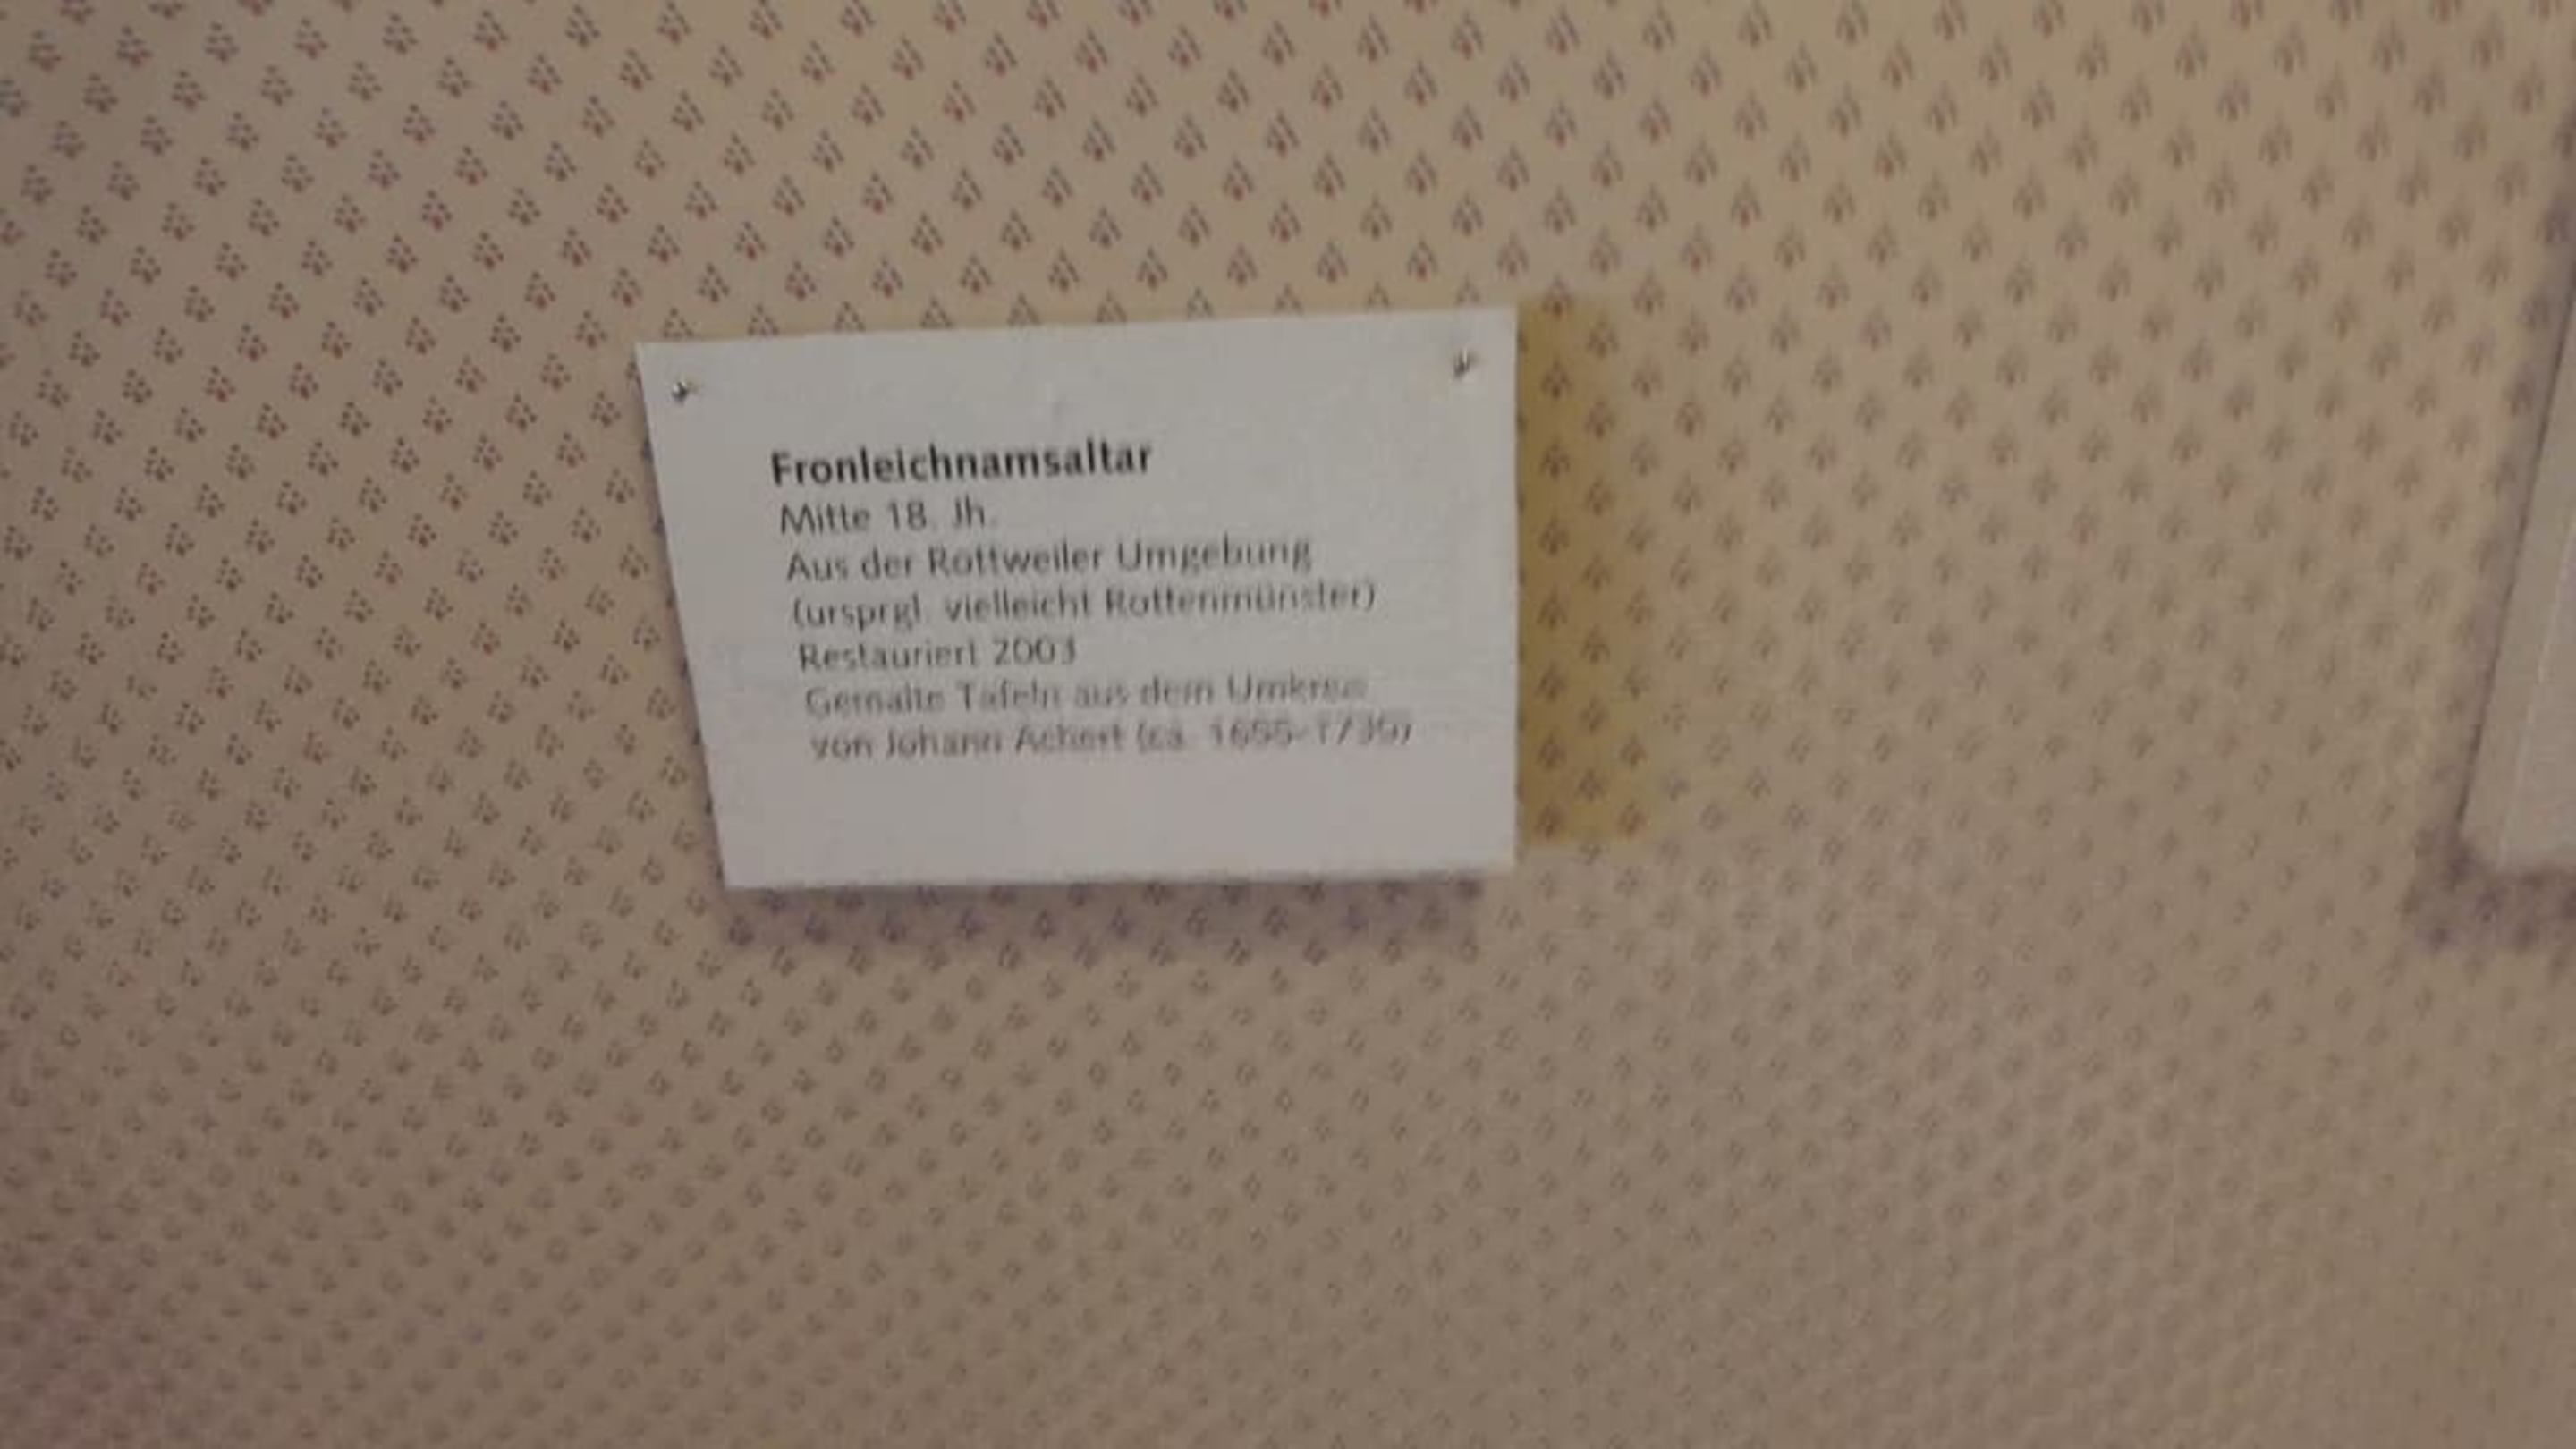 Fronleichnamsaltar
Mitte 18. Jh.
Aus der Rottweiler Umgebung
(ursprgl. vielleicht Rottenmünster)
Restauriert 2003
Gemalte Tafeln aus dem Umkreis
von Johann Achert (ca. 1655-1735)